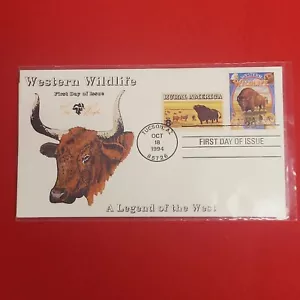 Western Wildlife
First Day of Issue
RURAL AMERICA
TUCSON, AZ
OCT
18
1994
85726
FIRST DAY OF ISSUE
A Legend of the West